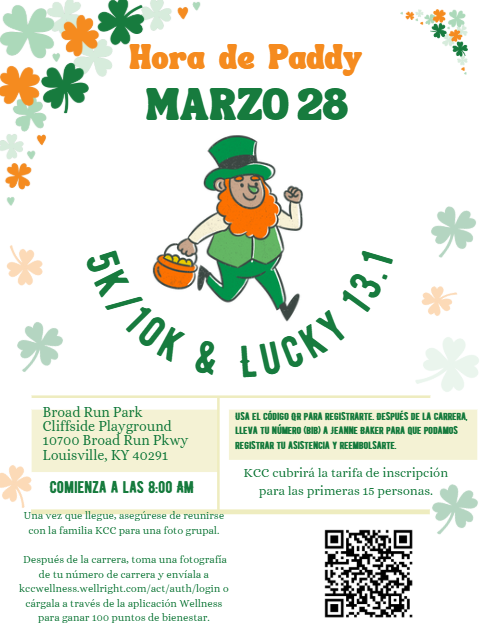 Hora de Paddy
MARZO 28
5K/10K & LUCKY 13.1
Broad Run Park
Cliffside Playground
10700 Broad Run Pkwy
Louisville, KY 40291
COMIENZA A LAS 8:00 AM
USA EL CÓDIGO QR PARA REGISTRARTE. DESPUÉS DE LA CARRERA,
LLEVA TU NÚMERO (BIB) A JEANNE BAKER PARA QUE PODAMOS
REGISTRAR TU ASISTENCIA Y REEMBOLSARTE.
KCC cubrirá la tarifa de inscripción
para las primeras 15 personas.
Una vez que llegue, asegúrese de reunirse
con la familia KCC para una foto grupal.
Después de la carrera, toma una fotografía
de tu número de carrera y envíala a
kccwellness.wellright.com/act/auth/login o
cárgala a través de la aplicación Wellness
para ganar 100 puntos de bienestar.